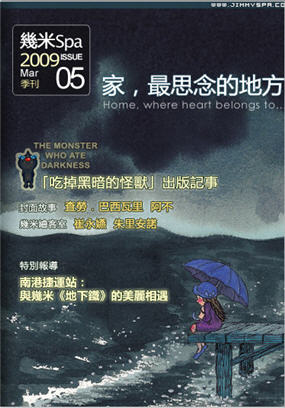 WWW.JIMMYSPA.CO
幾米Spa
2009 ISSUE
Mar 05
季刊
家，最思念的地方
Home, where heart belongs to...
THE MONSTER
WHO ATE
DARKNESS
「吃掉黑暗的怪獸」出版記事
封面故事 查勞．巴西瓦里 阿不
幾米繪客室 崔永嬿 朱里安諾
特別報導
南港捷運站：
與幾米《地下鐵》的美麗相遇